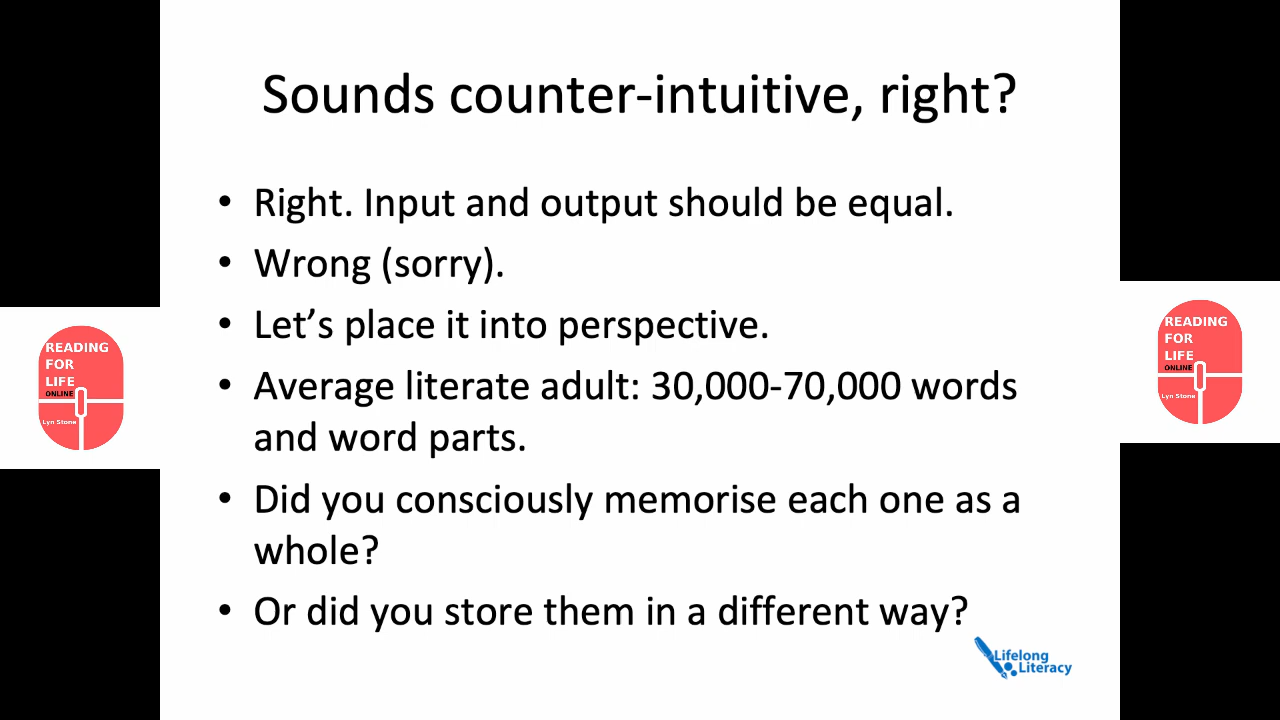 Sounds counter-intuitive, right?
• Right. Input and output should be equal.
• Wrong (sorry).
• Let’s place it into perspective.
• Average literate adult: 30,000-70,000 words
and word parts.
• Did you consciously memorise each one as a
whole?
• Or did you store them in a different way?
READING
FOR
LIFE
ONLINE
Lyn Stone
READING
FOR
LIFE
ONLINE
Lyn Stone
Lifelong
Literacy